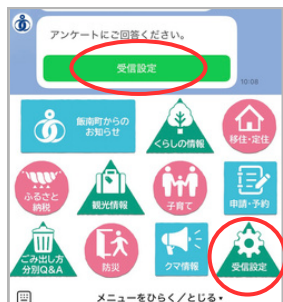 アンケートにご回答ください。
受信設定
10:08
飯南町からの
お知らせ
くらしの情報
移住・定住
ふるさと
納税
観光情報
子育て
申請・予約
ごみ出し方
分別Q&A
防災
クマ情報
受信設定
メニューをひらく/とじる▾